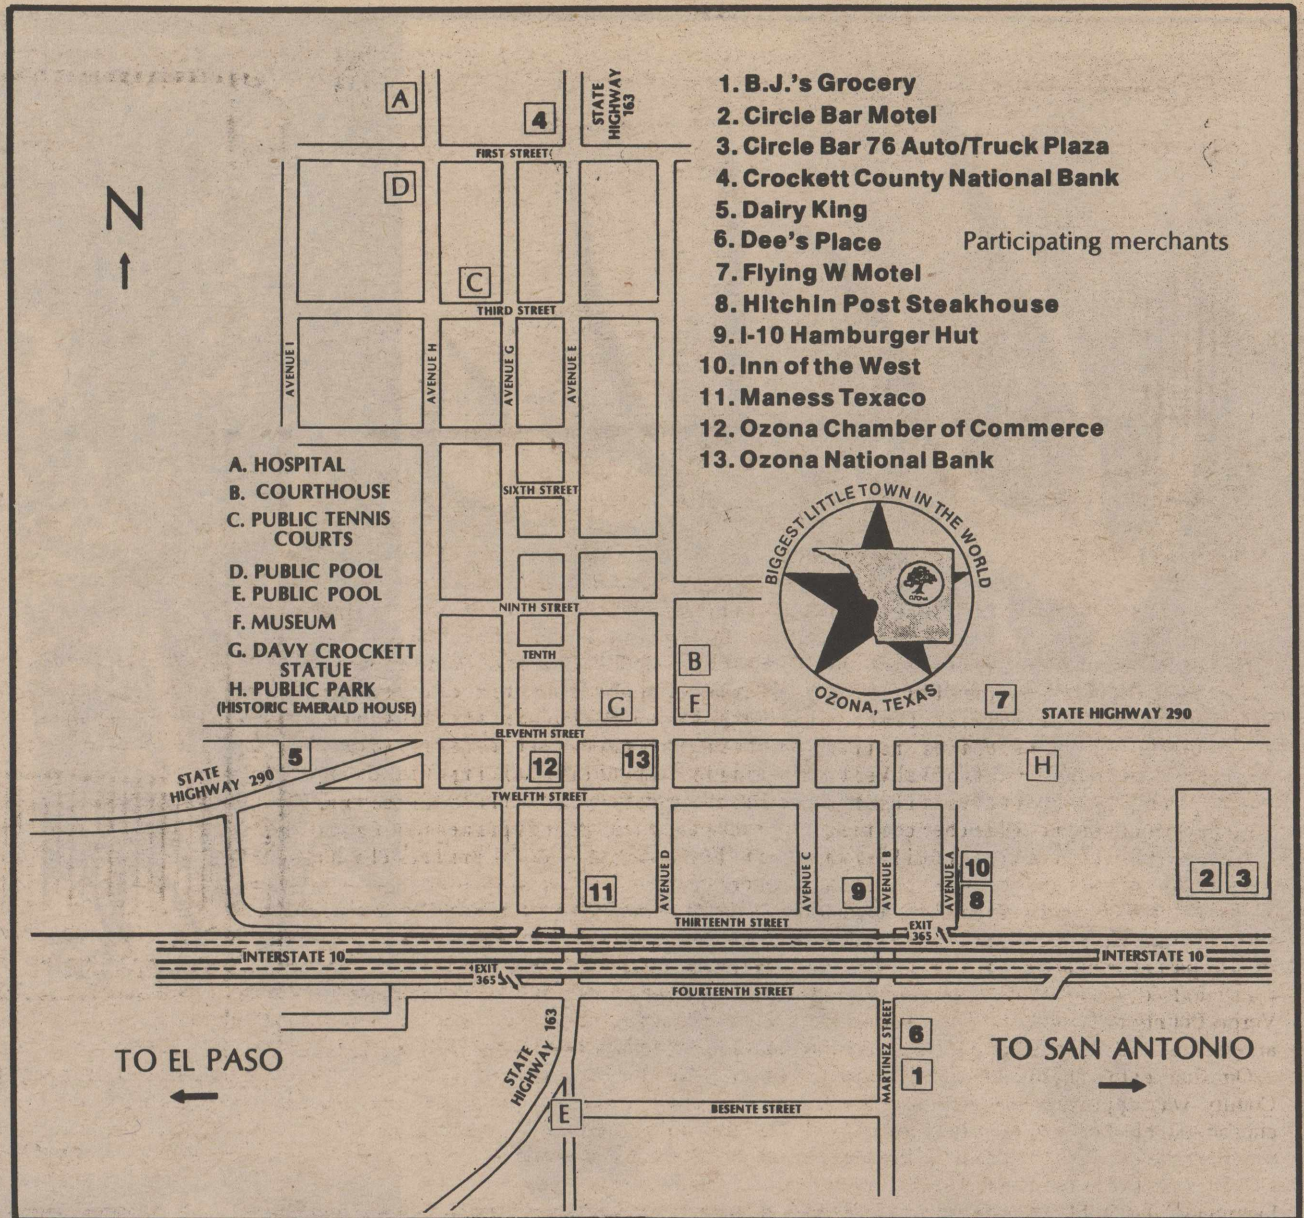 A
4
STATE
HIGHWAY
163
FIRST STREET
D
N
C
THIRD STREET
AVENUE I
AVENUE H
AVENUE G
AVENUE E
1. B.J.'s Grocery
2. Circle Bar Motel
3. Circle Bar 76 Auto/Truck Plaza
4. Crockett County National Bank
5. Dairy King
6. Dee's Place
Participating merchants
7. Flying W Motel
8. Hitchin Post Steakhouse
9. I-10 Hamburger Hut
10. Inn of the West
11. Maness Texaco
12. Ozona Chamber of Commerce
13. Ozona National Bank
A. HOSPITAL
B. COURTHOUSE
C. PUBLIC TENNIS
COURTS
D. PUBLIC POOL
E. PUBLIC POOL
F. MUSEUM
G. DAVY CROCKETT
STATUE
H. PUBLIC PARK
(HISTORIC EMERALD HOUSE)
SIXTH STREET
NINTH STREET
TENTH
BIGGEST LITTLE TOWN IN THE WORLD
OZONA, TEXAS
B
F
G
7
STATE HIGHWAY 290
ELEVENTH STREET
5
STATE
HIGHWAY 290
12
13
H
TWELFTH STREET
AVENUE D
AVENUE C
AVENUE B
AVENUE A
11
9
10
8
2
3
THIRTEENTH STREET
EXIT
365
INTERSTATE 10
INTERSTATE 10
EXIT
365
FOURTEENTH STREET
STATE
HIGHWAY 163
MARTINEZ STREET
6
1
TO EL PASO
TO SAN ANTONIO
E
BESENTE STREET